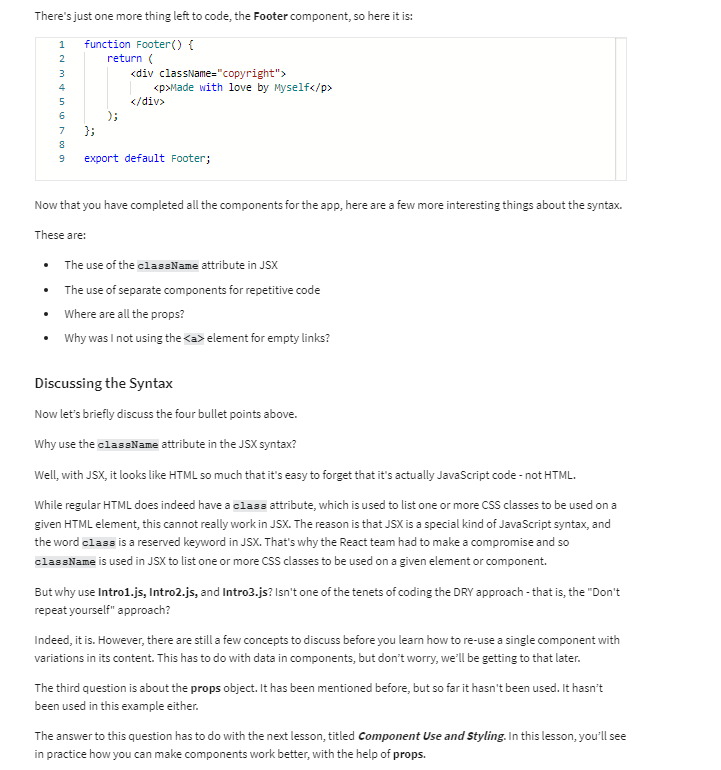 There's just one more thing left to code, the Footer component, so here it is:
1 function Footer() {
2 return (
3 <div className="copyright">
4 <p>Made with love by Myself</p>
5 </div>
6 );
7 };
8
9 export default Footer;
Now that you have completed all the components for the app, here are a few more interesting things about the syntax.
These are:
• The use of the className attribute in JSX
• The use of separate components for repetitive code
• Where are all the props?
• Why was I not using the <a> element for empty links?
Discussing the Syntax
Now let's briefly discuss the four bullet points above.
Why use the className attribute in the JSX syntax?
Well, with JSX, it looks like HTML so much that it's easy to forget that it's actually JavaScript code - not HTML.
While regular HTML does indeed have a class attribute, which is used to list one or more CSS classes to be used on a
given HTML element, this cannot really work in JSX. The reason is that JSX is a special kind of JavaScript syntax, and
the word class is a reserved keyword in JSX. That's why the React team had to make a compromise and so
className is used in JSX to list one or more CSS classes to be used on a given element or component.
But why use Intro1.js, Intro2.js, and Intro3.js? Isn't one of the tenets of coding the DRY approach - that is, the "Don't
repeat yourself" approach?
Indeed, it is. However, there are still a few concepts to discuss before you learn how to re-use a single component with
variations in its content. This has to do with data in components, but don't worry, we'll be getting to that later.
The third question is about the props object. It has been mentioned before, but so far it hasn't been used. It hasn't
been used in this example either.
The answer to this question has to do with the next lesson, titled Component Use and Styling. In this lesson, you'll see
in practice how you can make components work better, with the help of props.